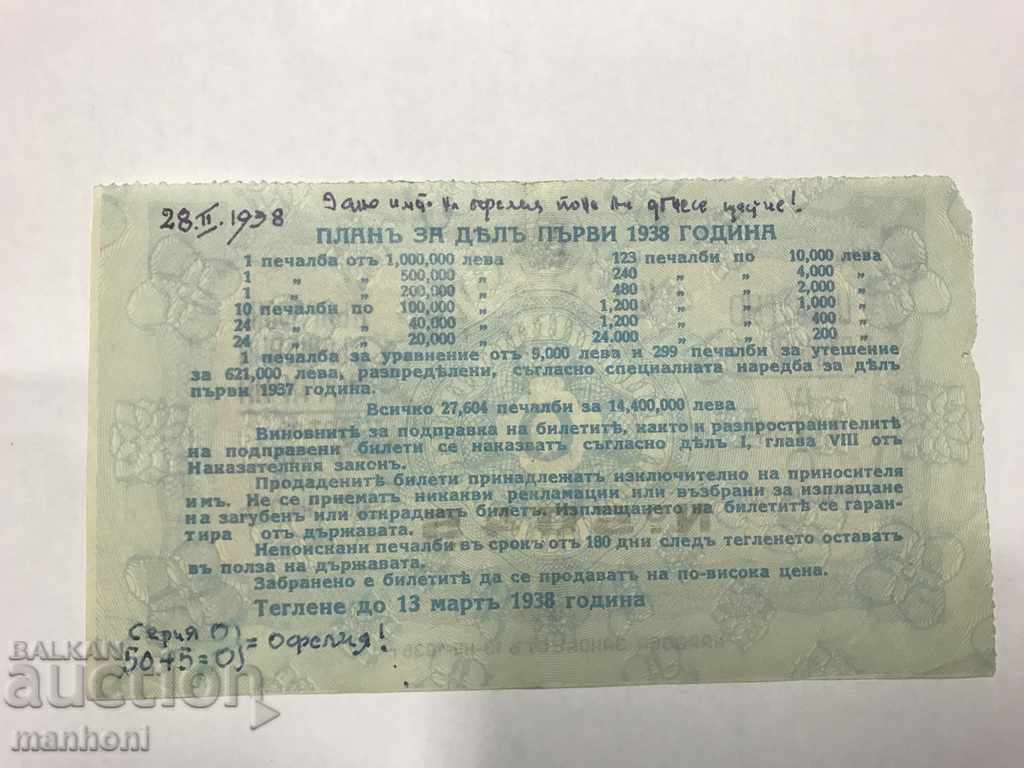 28.II.1938
на офелия
ПЛАНЪ ЗА ДѢЛЪ ПЪРВИ 1938 ГОДИНА
1 печалба отъ 1,000,000 лева 123 печалби по 10,000 лева
1 „ „ 500,000 „ 240 „ „ 4,000 „
1 „ „ 200,000 „ 480 „ „ 2,000 „
10 печалби по 100,000 „ 1,200 „ „ 1,000 „
24 „ „ 40,000 „ 1,200 „ „ 400 „
24 „ „ 20,000 „ 24.000 „ „ 200 „
1 печалба за уравнение отъ 9,000 лева и 299 печалби за утешение
за 621,000 лева, разпредѣлени, съгласно специалната наредба за дѣлъ
първи 1937 година.
Всичко 27,604 печалби за 14,400,000 лева
Виновнитѣ за подправка на билетитѣ, както и разпространителитѣ
на подправени билети се наказватъ съгласно дѣлъ I, глава VIII отъ
Наказателния законъ.
Продаденитѣ билети принадлежатъ изключително на приносителя
имъ. Не се приематъ никакви рекламации или възбрани за изплащане
на загубенъ или откраднатъ билетъ. Изплащането на билетитѣ се гаран-
тира отъ държавата.
Непоискани печалби въ срокъ отъ 180 дни следъ тегленето оставатъ
въ полза на държавата.
Забранено е билетитѣ да се продаватъ на по-висока цена.
Теглене до 13 мартъ 1938 година
Серия О)
5045=О) = Офелия!
BALKAN
auction
manhoni